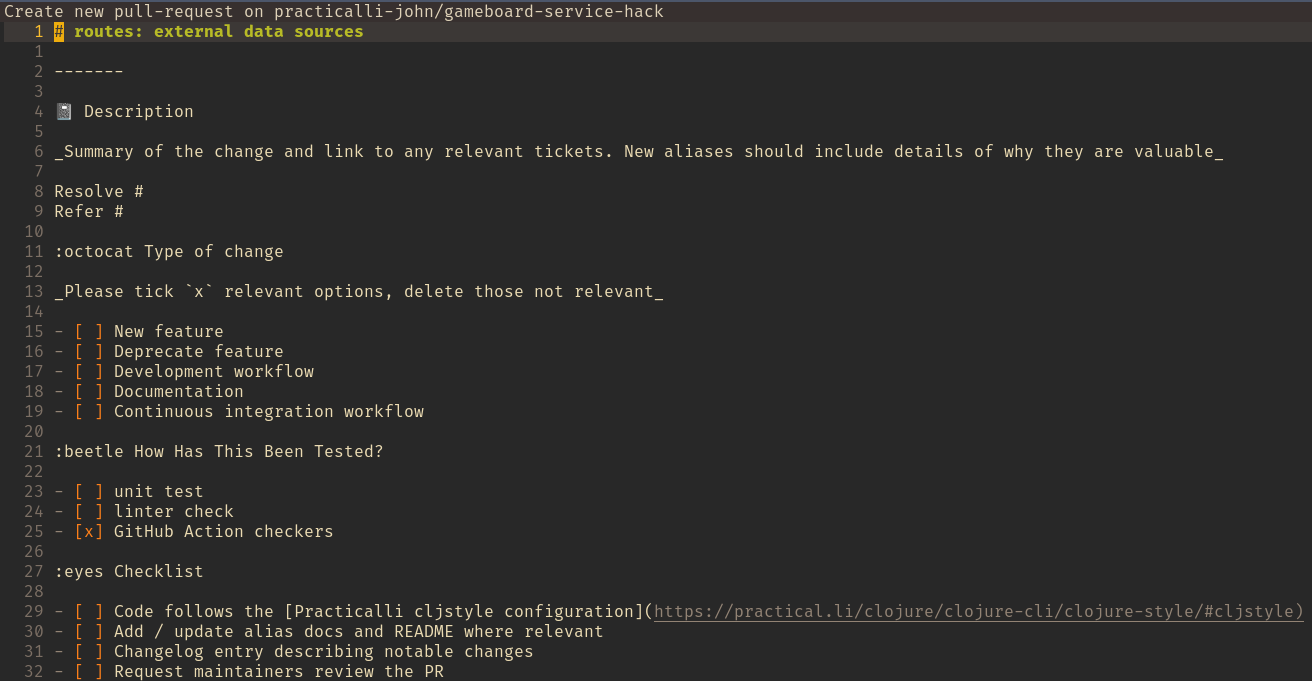 Create new pull-request on practicalli-john/gameboard-service-hack
1 # routes: external data sources
1
2 -------
3
4 📓 Description
5
6 _Summary of the change and link to any relevant tickets. New aliases should include details of why they are valuable_
7
8 Resolve #
9 Refer #
10
11 :octocat Type of change
12
13 _Please tick `x` relevant options, delete those not relevant_
14
15 - [ ] New feature
16 - [ ] Deprecate feature
17 - [ ] Development workflow
18 - [ ] Documentation
19 - [ ] Continuous integration workflow
20
21 :beetle How Has This Been Tested?
22
23 - [ ] unit test
24 - [ ] linter check
25 - [x] GitHub Action checkers
26
27 :eyes Checklist
28
29 - [ ] Code follows the [Practicalli cljstyle configuration](https://practical.li/clojure/clojure-cli/clojure-style/#cljstyle)
30 - [ ] Add / update alias docs and README where relevant
31 - [ ] Changelog entry describing notable changes
32 - [ ] Request maintainers review the PR